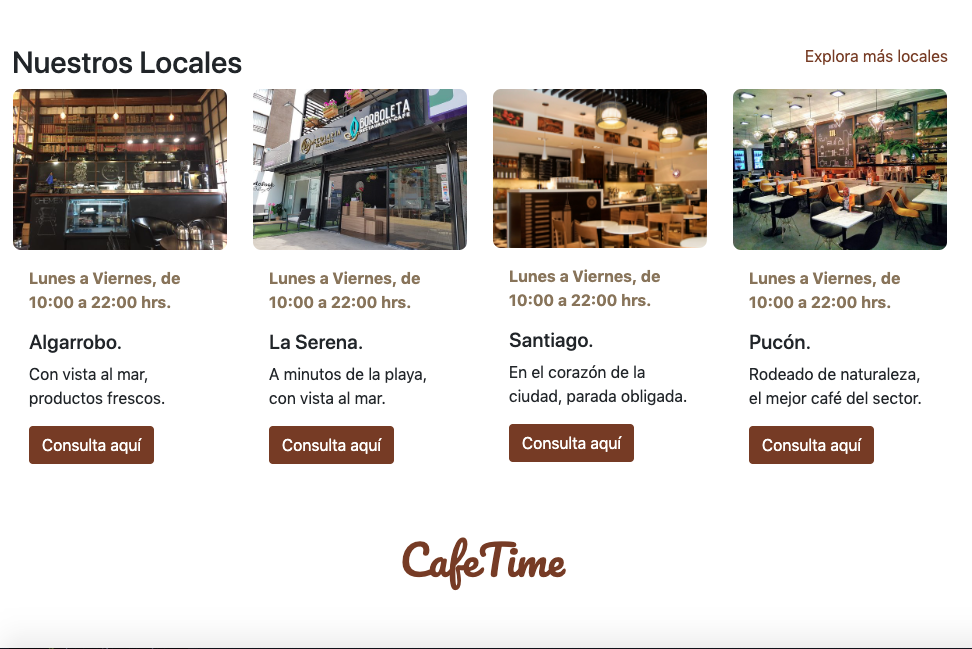 Nuestros Locales
Explora más locales
BORBOLETA
RESTAURANT-CAFE
Lunes a Viernes, de
10:00 a 22:00 hrs.
Algarrobo.
Con vista al mar,
productos frescos.
Consulta aquí
Lunes a Viernes, de
10:00 a 22:00 hrs.
La Serena.
A minutos de la playa,
con vista al mar.
Consulta aquí
Lunes a Viernes, de
10:00 a 22:00 hrs.
Santiago.
En el corazón de la
ciudad, parada obligada.
Consulta aquí
Lunes a Viernes, de
10:00 a 22:00 hrs.
Pucón.
Rodeado de naturaleza,
el mejor café del sector.
Consulta aquí
CafeTime